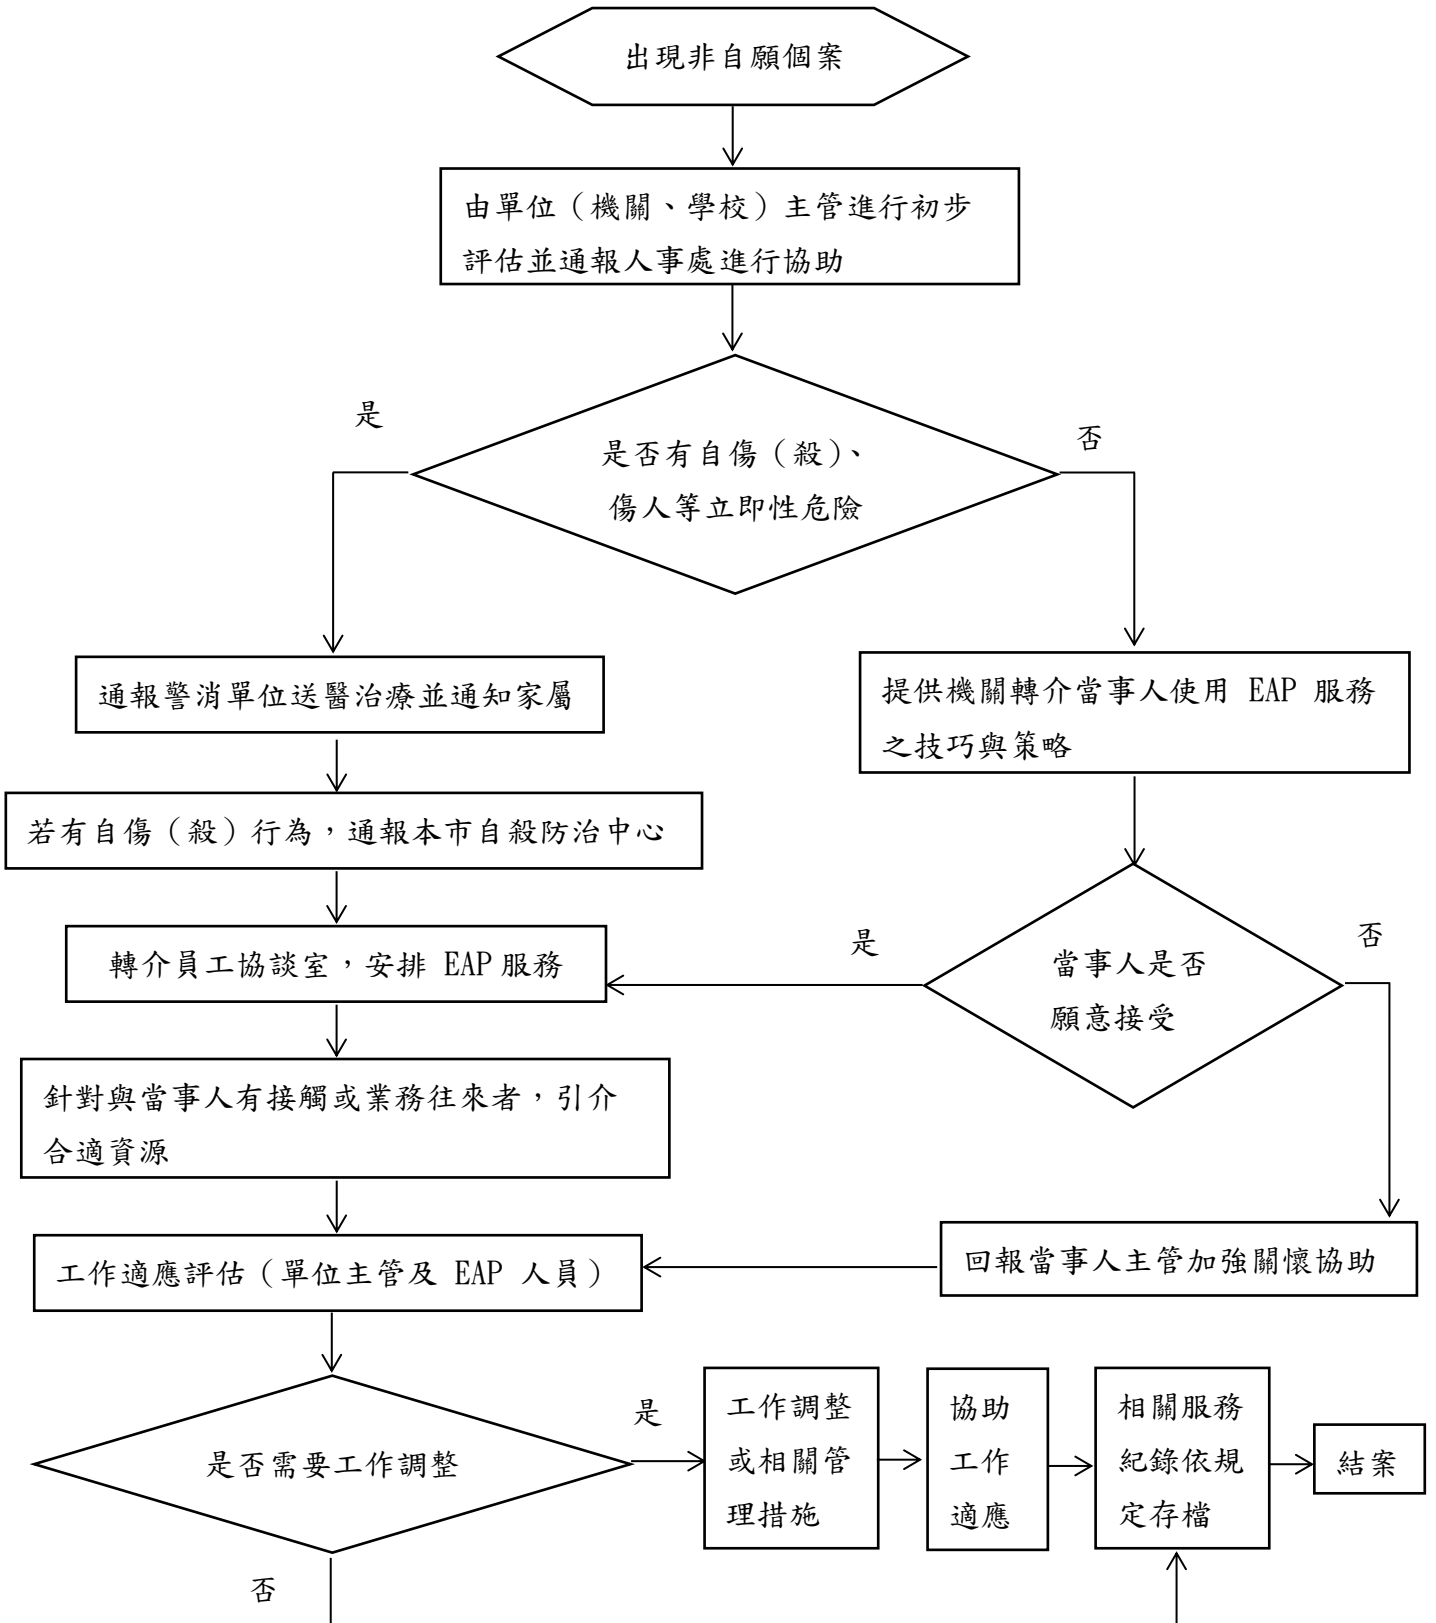 出現非自願個案
由單位（機關、學校）主管進行初步
評估並通報人事處進行協助
是
否
是否有自傷（殺）、
傷人等立即性危險
通報警消單位送醫治療並通知家屬
提供機關轉介當事人使用 EAP 服務
之技巧與策略
若有自傷（殺）行為，通報本市自殺防治中心
轉介員工協談室，安排 EAP 服務
是
否
當事人是否
願意接受
針對與當事人有接觸或業務往來者，引介
合適資源
工作適應評估（單位主管及 EAP 人員）
回報當事人主管加強關懷協助
是否需要工作調整
是
工作調整
或相關管
理措施
協助
工作
適應
相關服務
紀錄依規
定存檔
結案
否